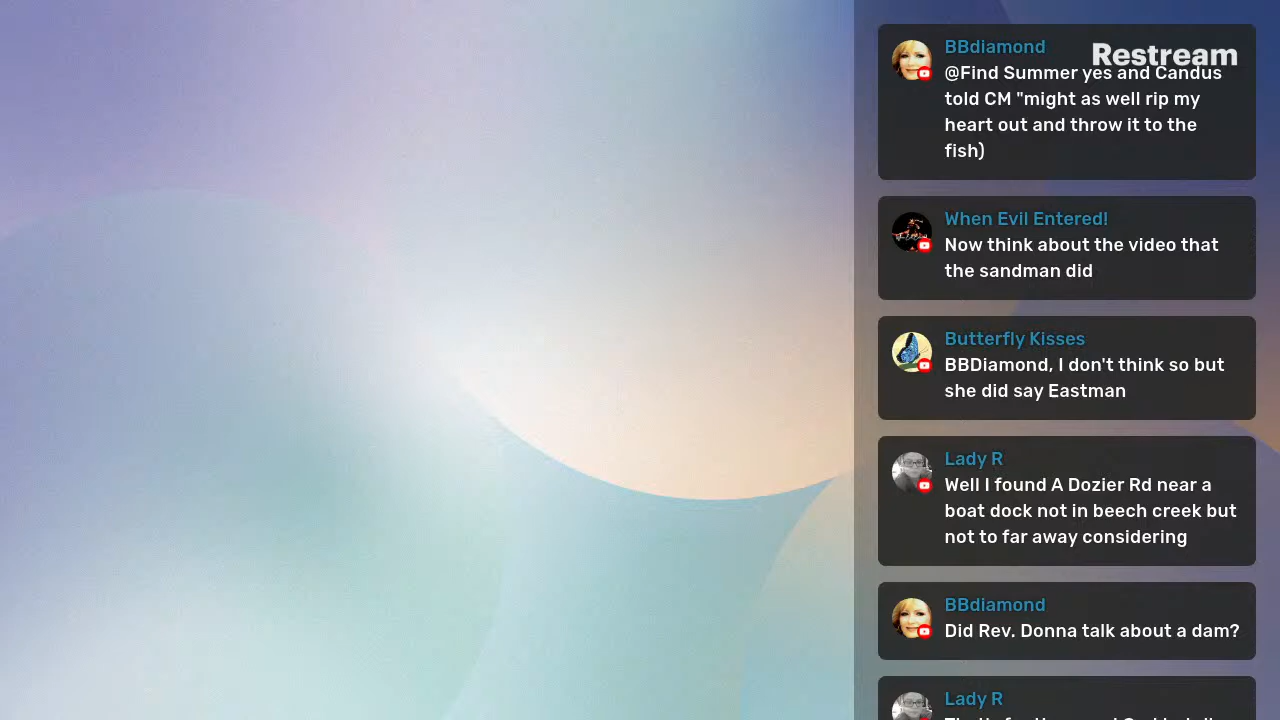 Restream
BBdiamond
@Find Summer yes and Candus
told CM "might as well rip my
heart out and throw it to the
fish)
When Evil Entered!
Now think about the video that
the sandman did
Butterfly Kisses
BBDiamond, I don't think so but
she did say Eastman
Lady R
Well I found A Dozier Rd near a
boat dock not in beech creek but
not to far away considering
BBdiamond
Did Rev. Donna talk about a dam?
Lady R